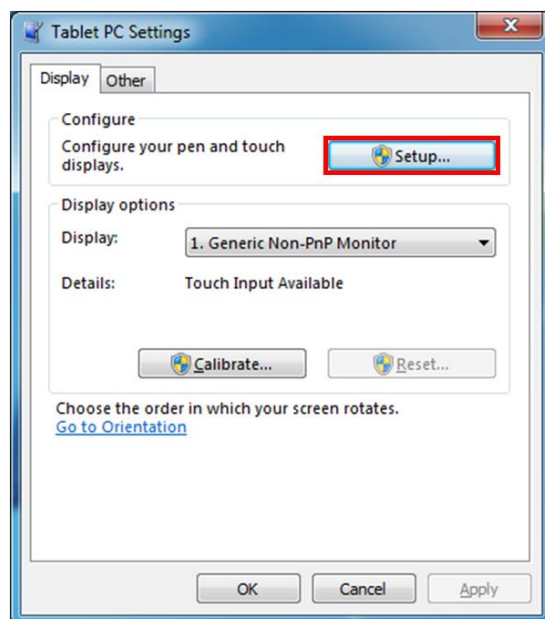 Tablet PC Settings
Display
Other
Configure
Configure your pen and touch
displays.
Setup...
Display options
Display:
1. Generic Non-PnP Monitor
Details:
Touch Input Available
Calibrate...
Reset...
Choose the order in which your screen rotates.
Go to Orientation
OK
Cancel
Apply